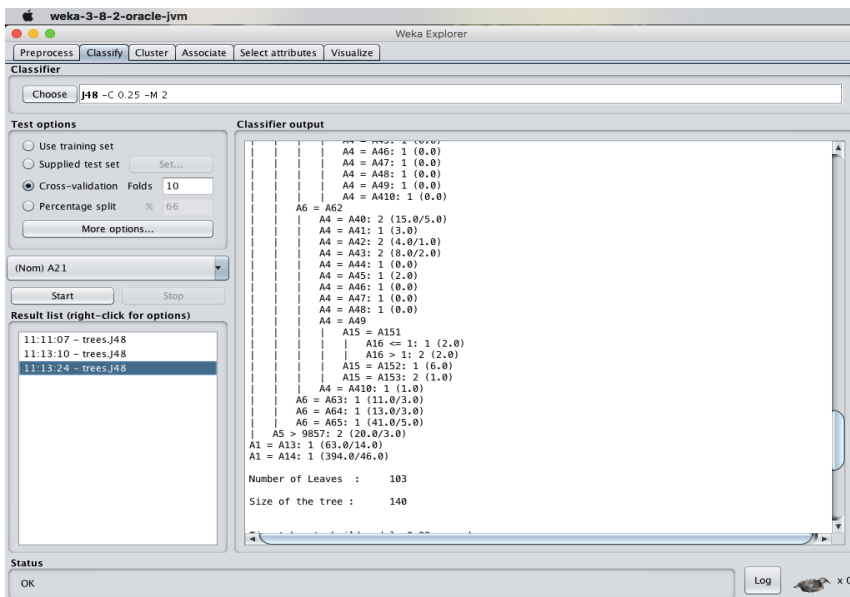 weka-3-8-2-oracle-jvm
Weka Explorer
Preprocess Classify Cluster Associate Select attributes Visualize
Classifier
Choose J48 -C 0.25 -M 2
Test options
Use training set
Supplied test set Set...
Cross-validation Folds 10
Percentage split % 66
More options...
(Nom) A21
Start Stop
Result list (right-click for options)
11:11:07 - trees.J48
11:13:10 - trees.J48
11:13:24 - trees.J48
Classifier output
| | | | A4 = A46: 1 (0.0)
| | | | A4 = A47: 1 (0.0)
| | | | A4 = A48: 1 (0.0)
| | | | A4 = A49: 1 (0.0)
| | | | A4 = A410: 1 (0.0)
| | A6 = A62
| | | A4 = A40: 2 (15.0/5.0)
| | | A4 = A41: 1 (3.0)
| | | A4 = A42: 2 (4.0/1.0)
| | | A4 = A43: 2 (8.0/2.0)
| | | A4 = A44: 1 (0.0)
| | | A4 = A45: 1 (2.0)
| | | A4 = A46: 1 (0.0)
| | | A4 = A47: 1 (0.0)
| | | A4 = A48: 1 (0.0)
| | | A4 = A49
| | | | A15 = A151
| | | | | A16 <= 1: 1 (2.0)
| | | | | A16 > 1: 2 (2.0)
| | | | A15 = A152: 1 (6.0)
| | | | A15 = A153: 2 (1.0)
| | | A4 = A410: 1 (1.0)
| | A6 = A63: 1 (11.0/3.0)
| | A6 = A64: 1 (13.0/3.0)
| | A6 = A65: 1 (41.0/5.0)
| A5 > 9857: 2 (20.0/3.0)
A1 = A13: 1 (63.0/14.0)
A1 = A14: 1 (394.0/46.0)
Number of Leaves : 103
Size of the tree : 140
Status
OK
Log
x 0